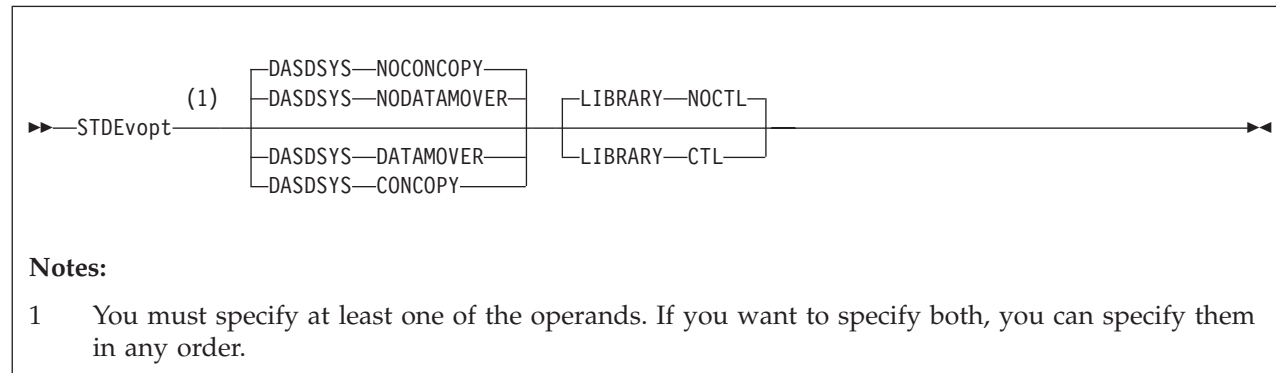 DASDSYS NOCONCOPY
(1) DASDSYS NODATAMOVER LIBRARY NOCTL
STDEvopt
DASDSYS DATAMOVER LIBRARY CTL
DASDSYS CONCOPY
Notes:
1 You must specify at least one of the operands. If you want to specify both, you can specify them
in any order.